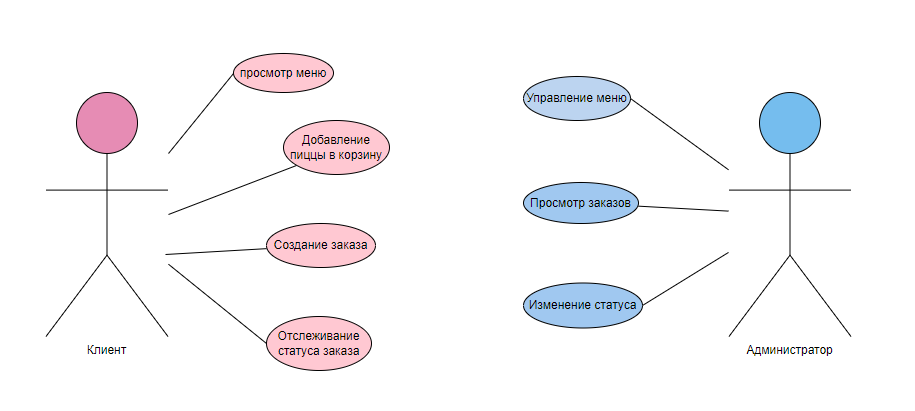 просмотр меню
Добавление
пиццы в корзину
Создание заказа
Отслеживание
статуса заказа
Клиент
Управление меню
Просмотр заказов
Изменение статуса
Администратор